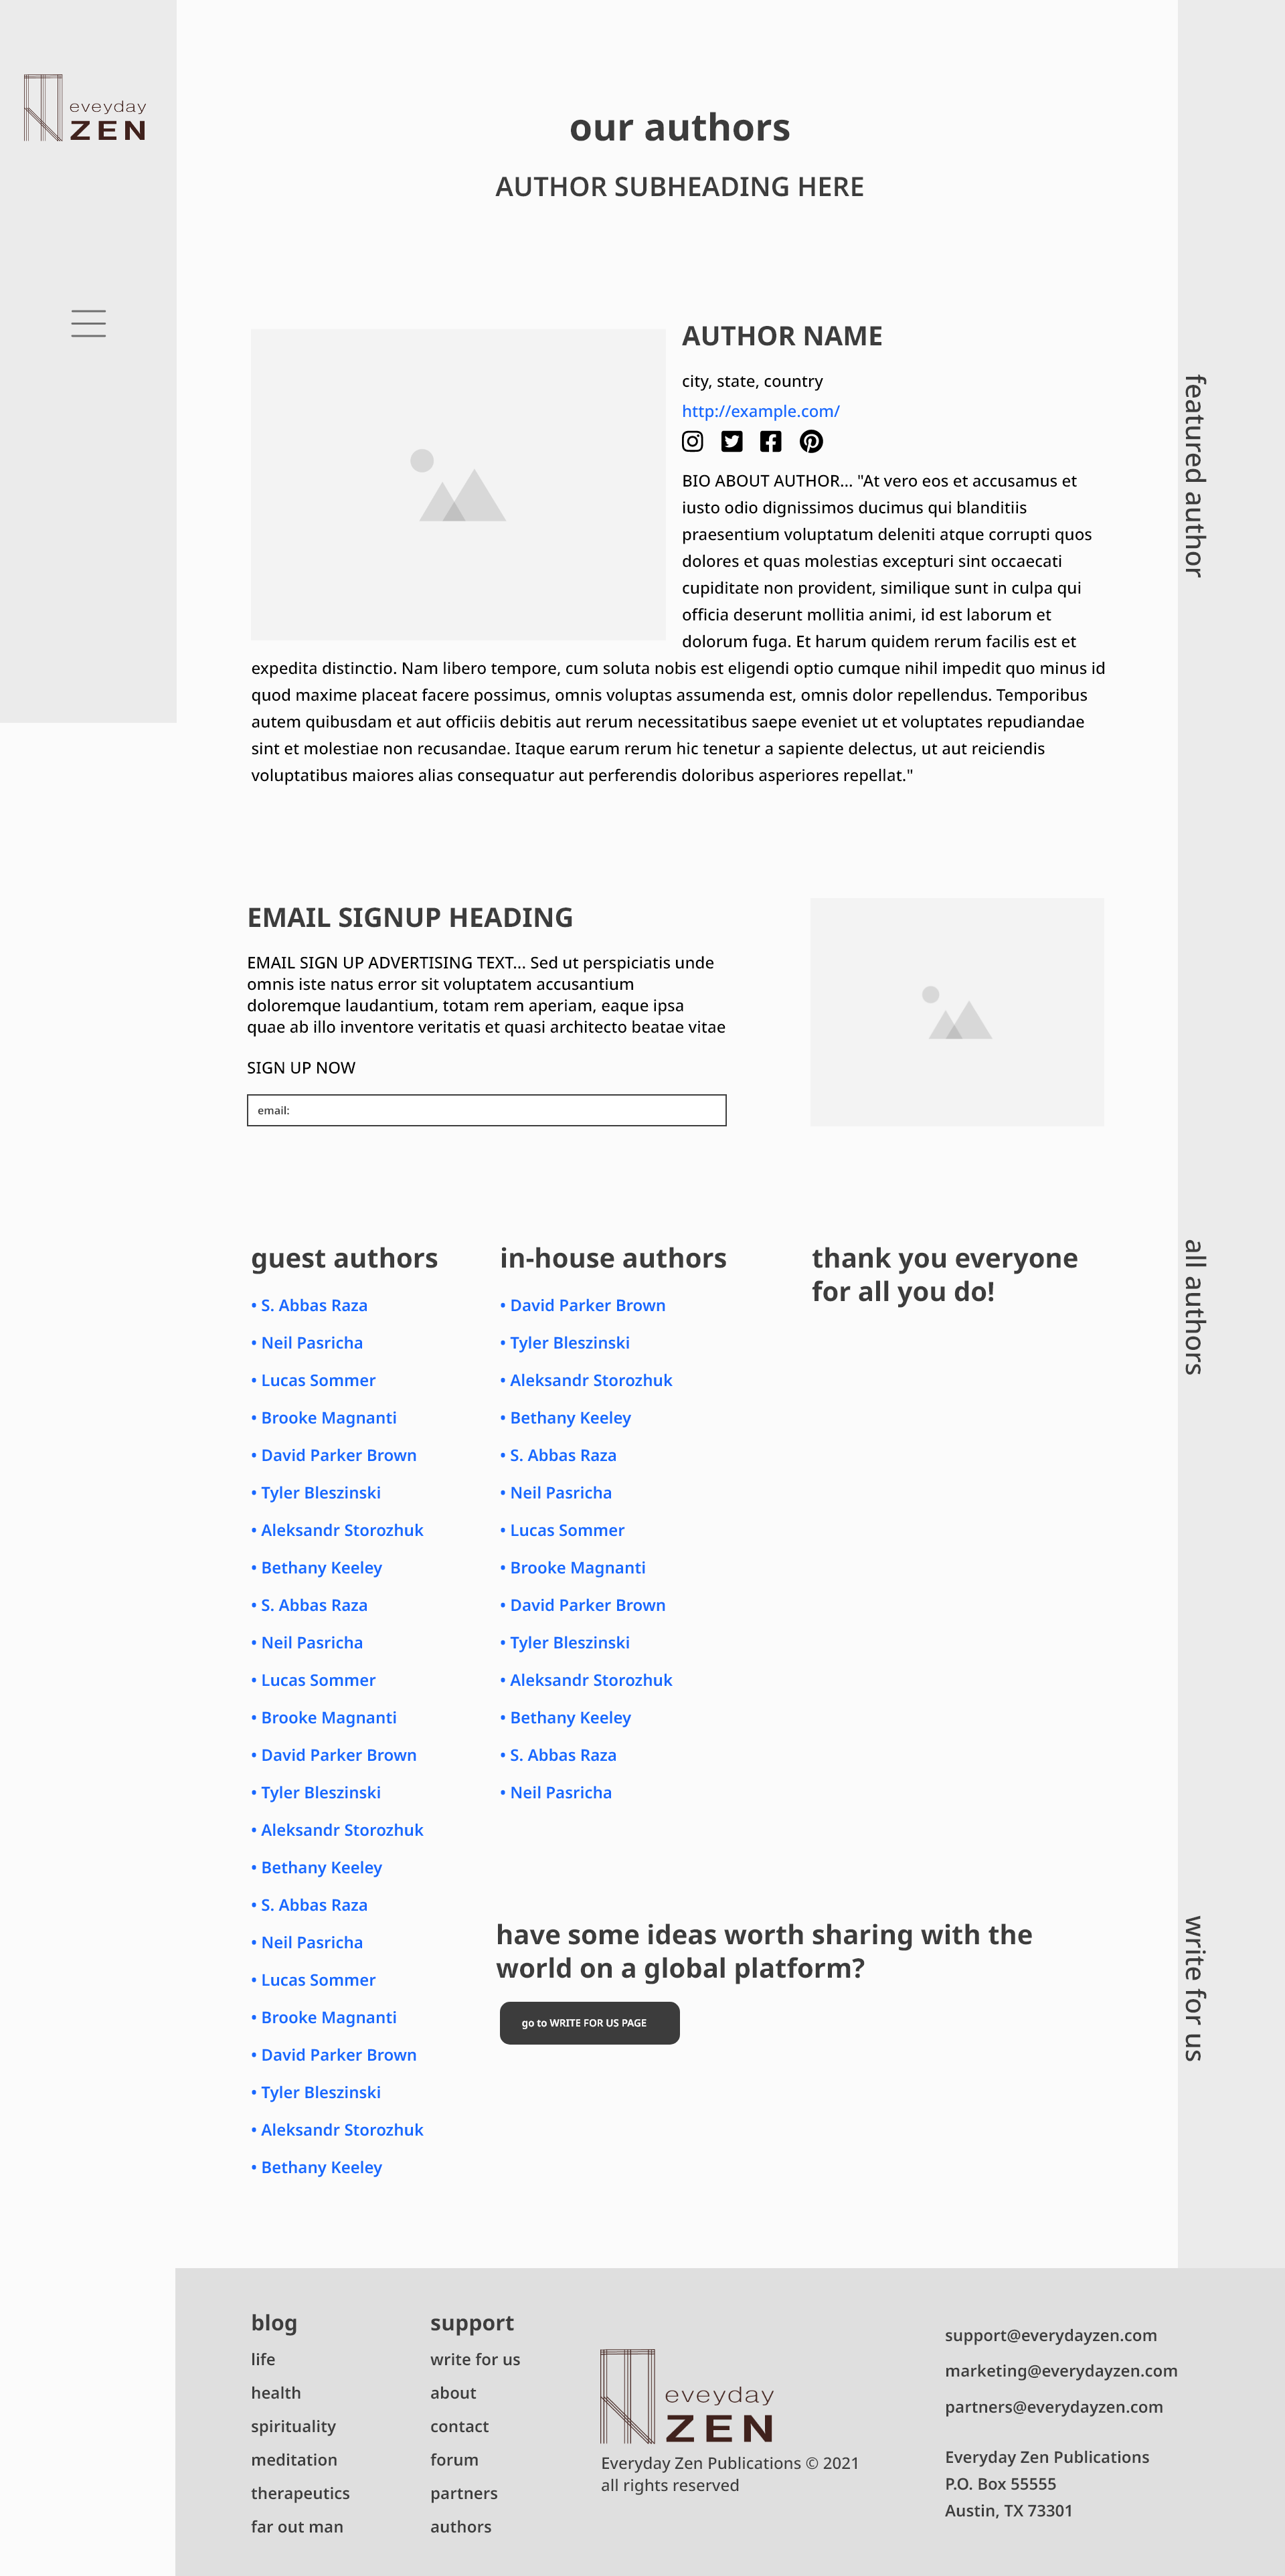 eveyday
ZEN
our authors
AUTHOR SUBHEADING HERE
featured author
AUTHOR NAME
city, state, country
http://example.com/
BIO ABOUT AUTHOR... "At vero eos et accusamus et
iusto odio dignissimos ducimus qui blanditiis
praesentium voluptatum deleniti atque corrupti quos
dolores et quas molestias excepturi sint occaecati
cupiditate non provident, similique sunt in culpa qui
officia deserunt mollitia animi, id est laborum et
dolorum fuga. Et harum quidem rerum facilis est et
expedita distinctio. Nam libero tempore, cum soluta nobis est eligendi optio cumque nihil impedit quo minus id
quod maxime placeat facere possimus, omnis voluptas assumenda est, omnis dolor repellendus. Temporibus
autem quibusdam et aut officiis debitis aut rerum necessitatibus saepe eveniet ut et voluptates repudiandae
sint et molestiae non recusandae. Itaque earum rerum hic tenetur a sapiente delectus, ut aut reiciendis
voluptatibus maiores alias consequatur aut perferendis doloribus asperiores repellat."
EMAIL SIGNUP HEADING
EMAIL SIGN UP ADVERTISING TEXT... Sed ut perspiciatis unde
omnis iste natus error sit voluptatem accusantium
doloremque laudantium, totam rem aperiam, eaque ipsa
quae ab illo inventore veritatis et quasi architecto beatae vitae
SIGN UP NOW
email:
all authors
guest authors
• S. Abbas Raza
• Neil Pasricha
• Lucas Sommer
• Brooke Magnanti
• David Parker Brown
• Tyler Bleszinski
• Aleksandr Storozhuk
• Bethany Keeley
• S. Abbas Raza
• Neil Pasricha
• Lucas Sommer
• Brooke Magnanti
• David Parker Brown
• Tyler Bleszinski
• Aleksandr Storozhuk
• Bethany Keeley
• S. Abbas Raza
• Neil Pasricha
• Lucas Sommer
• Brooke Magnanti
• David Parker Brown
• Tyler Bleszinski
• Aleksandr Storozhuk
• Bethany Keeley
in-house authors
• David Parker Brown
• Tyler Bleszinski
• Aleksandr Storozhuk
• Bethany Keeley
• S. Abbas Raza
• Neil Pasricha
• Lucas Sommer
• Brooke Magnanti
• David Parker Brown
• Tyler Bleszinski
• Aleksandr Storozhuk
• Bethany Keeley
• S. Abbas Raza
• Neil Pasricha
thank you everyone
for all you do!
write for us
have some ideas worth sharing with the
world on a global platform?
go to WRITE FOR US PAGE
blog
life
health
spirituality
meditation
therapeutics
far out man
support
write for us
about
contact
forum
partners
authors
eveyday
ZEN
Everyday Zen Publications © 2021
all rights reserved
support@everydayzen.com
marketing@everydayzen.com
partners@everydayzen.com
Everyday Zen Publications
P.O. Box 55555
Austin, TX 73301